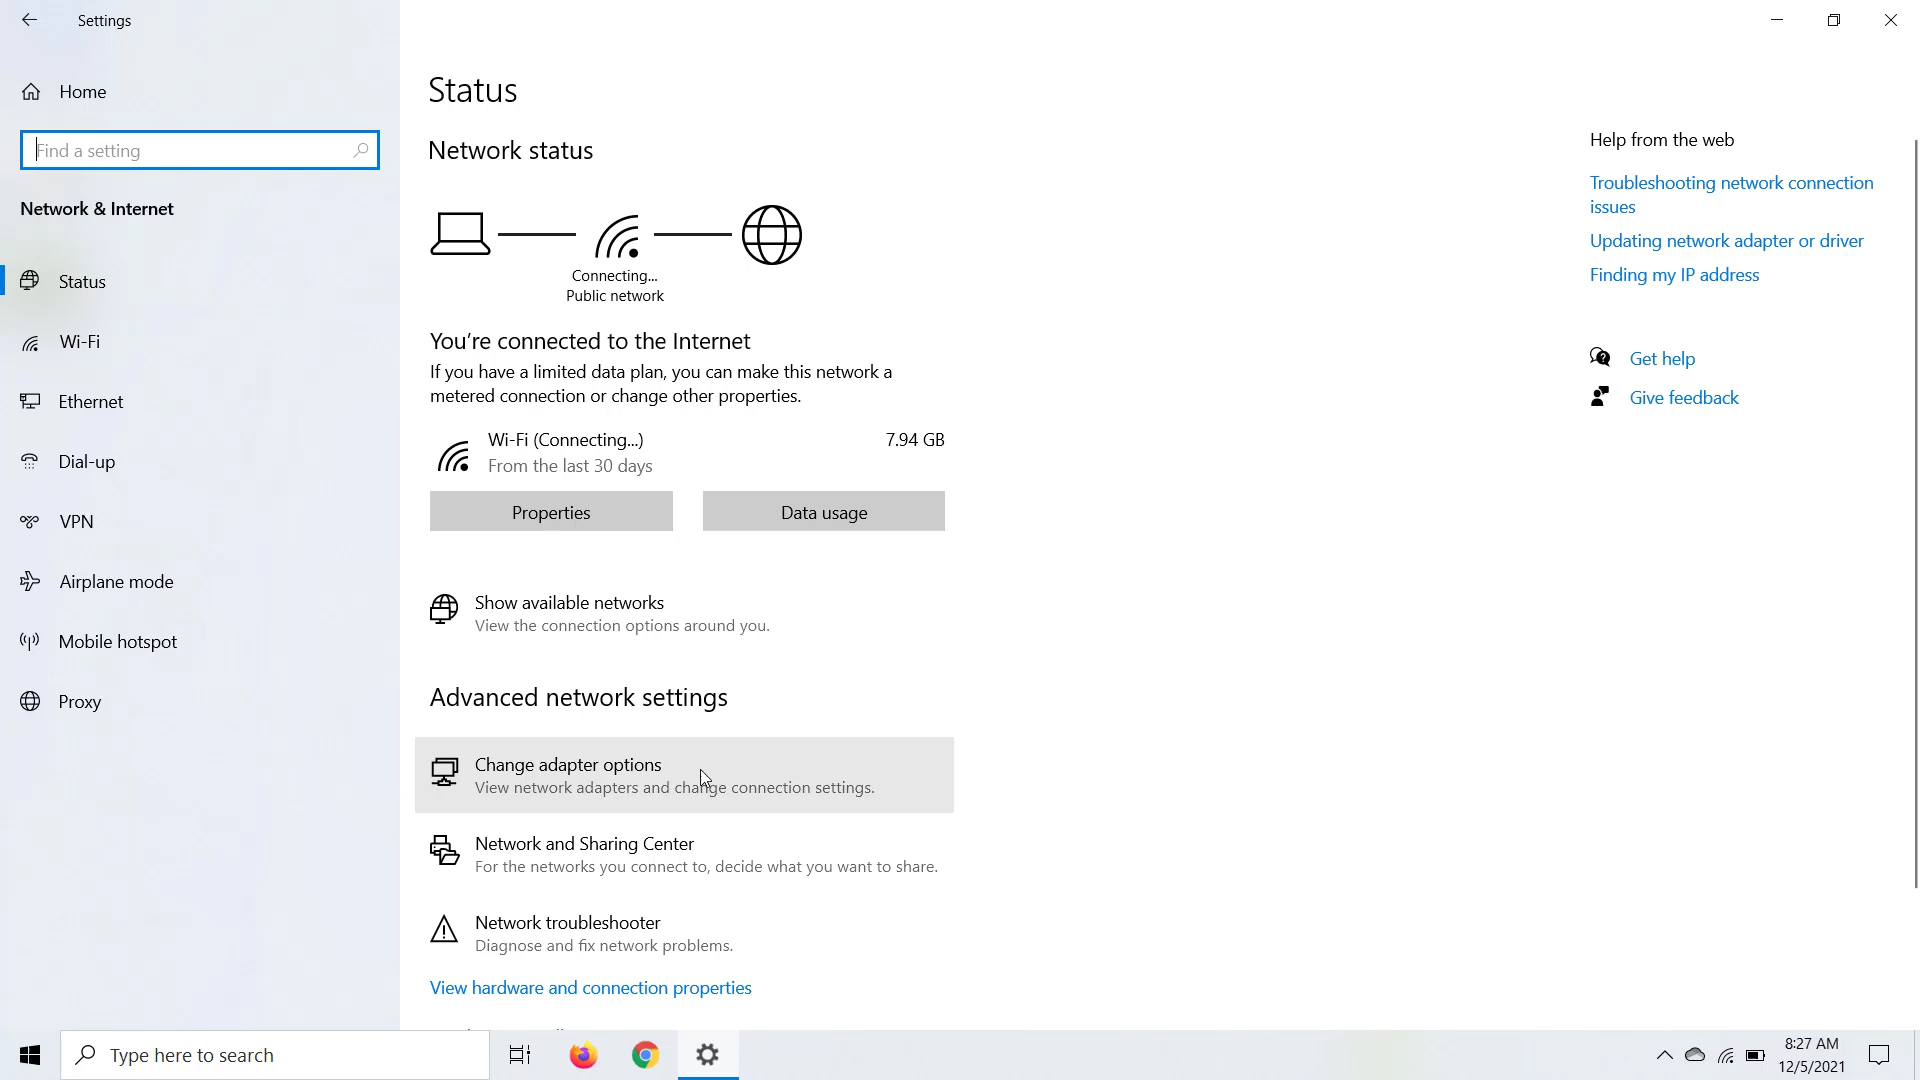 Settings
Home
Find a setting
Network & Internet
Status
Wi-Fi
Ethernet
Dial-up
VPN
Airplane mode
Mobile hotspot
Proxy
Status
Network status
Connecting...
Public network
You're connected to the Internet
If you have a limited data plan, you can make this network a
metered connection or change other properties.
Wi-Fi (Connecting...)
7.94 GB
From the last 30 days
Properties
Data usage
Show available networks
View the connection options around you.
Advanced network settings
Change adapter options
View network adapters and change connection settings.
Network and Sharing Center
For the networks you connect to, decide what you want to share.
Network troubleshooter
Diagnose and fix network problems.
View hardware and connection properties
Help from the web
Troubleshooting network connection
issues
Updating network adapter or driver
Finding my IP address
Get help
Give feedback
Type here to search
8:27 AM
12/5/2021